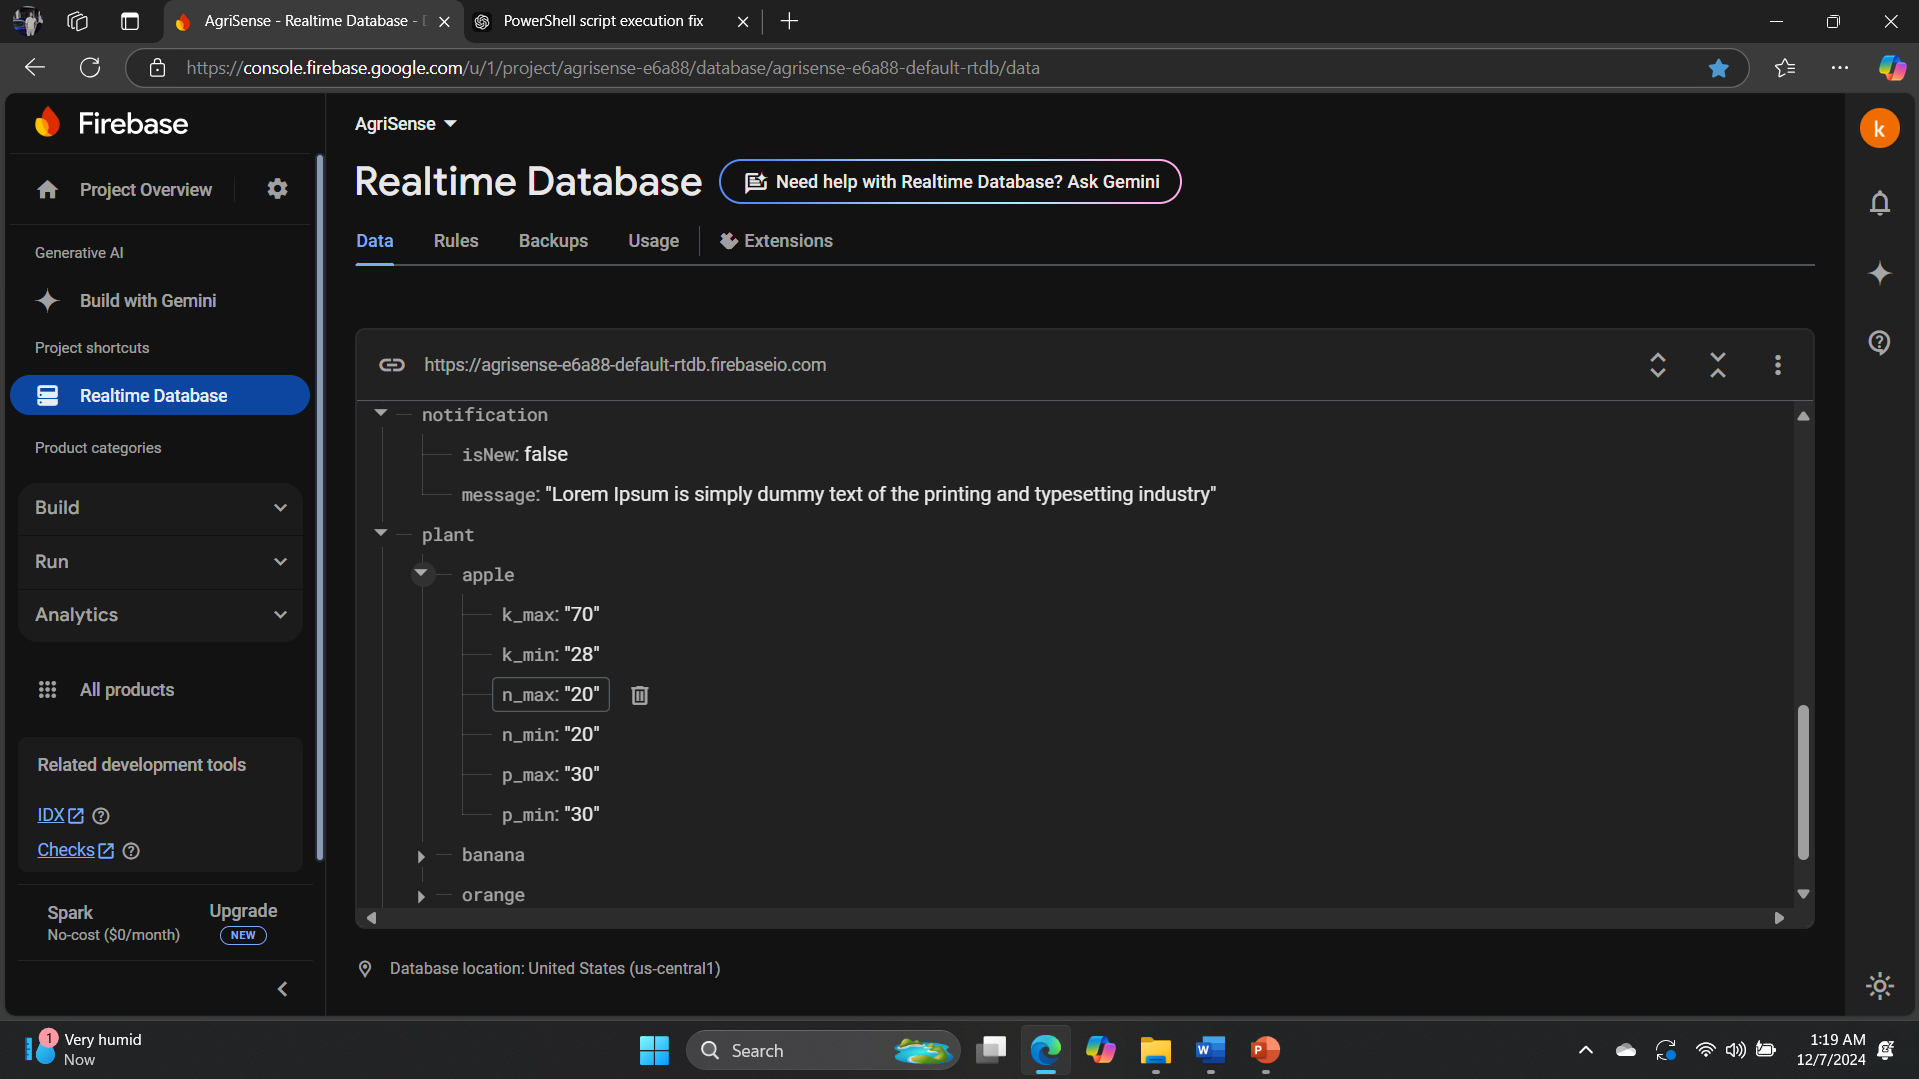 AgriSense - Realtime Database -
PowerShell script execution fix
https://console.firebase.google.com/u/1/project/agrisense-e6a88/database/agrisense-e6a88-default-rtdb/data
Firebase
AgriSense
k
Project Overview
Realtime Database
Need help with Realtime Database? Ask Gemini
Data
Rules
Backups
Usage
Extensions
Generative AI
Build with Gemini
Project shortcuts
Realtime Database
Product categories
Build
Run
Analytics
All products
Related development tools
IDX
Checks
Spark
No-cost ($0/month)
Upgrade
NEW
https://agrisense-e6a88-default-rtdb.firebaseio.com
notification
isNew: false
message: "Lorem Ipsum is simply dummy text of the printing and typesetting industry"
plant
apple
k_max: "70"
k_min: "28"
n_max: "20"
n_min: "20"
p_max: "30"
p_min: "30"
banana
orange
Database location: United States (us-central1)
1
Very humid
Now
Search
W
P
1:19 AM
12/7/2024